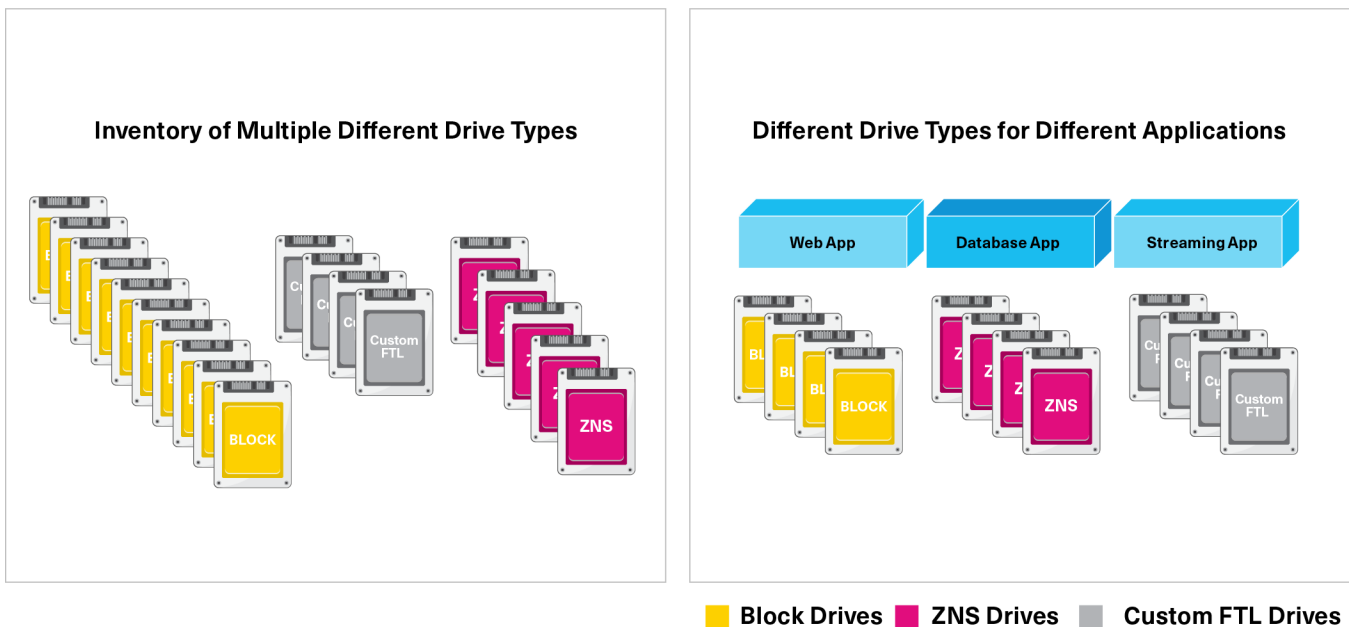 Inventory of Multiple Different Drive Types
BLOCK
Custom
FTL
ZNS
Different Drive Types for Different Applications
Web App
Database App
Streaming App
BLOCK
ZNS
Custom
FTL
Block Drives
ZNS Drives
Custom FTL Drives